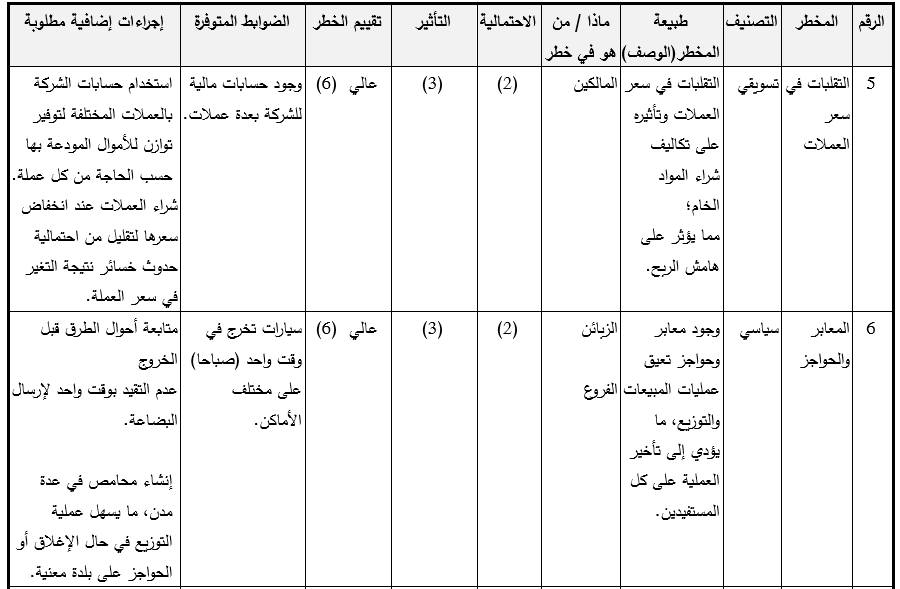 الرقم
المخطر
التصنيف
طبيعة
المخطر(الوصف)
ماذا / من
هو في خطر
الاحتمالية
التأثير
تقييم الخطر
الضوابط المتوفرة
إجراءات إضافية مطلوبة
5
التقلبات في
سعر
العملات
تسويقي
التقلبات في سعر
العملات وتأثيره
على تكاليف
شراء المواد
الخام؛
مما يؤثر على
هامش الربح.
المالكين
(2)
(3)
عالي (6)
وجود حسابات مالية
للشركة بعدة عملات.
استخدام حسابات الشركة
بالعملات المختلفة لتوفير
توازن للأموال المودعة بها
حسب الحاجة من كل عملة.
شراء العملات عند انخفاض
سعرها لتقليل من احتمالية
حدوث خسائر نتيجة التغير
في سعر العملة.
6
المعابر
والحواجز
سياسي
وجود معابر
وحواجز تعيق
عمليات المبيعات
والتوزيع، ما
يؤدي إلى تأخير
العملية على كل
المستفيدين.
الزبائن
الفروع
(2)
(3)
عالي (6)
سيارات تخرج في
وقت واحد (صباحا)
على مختلف
الأماكن.
متابعة أحوال الطرق قبل
الخروج
عدم التقيد بوقت واحد لإرسال
البضاعة.
إنشاء محامص في عدة
مدن، ما يسهل عملية
التوزيع في حال الإغلاق أو
الحواجز على بلدة معنية.